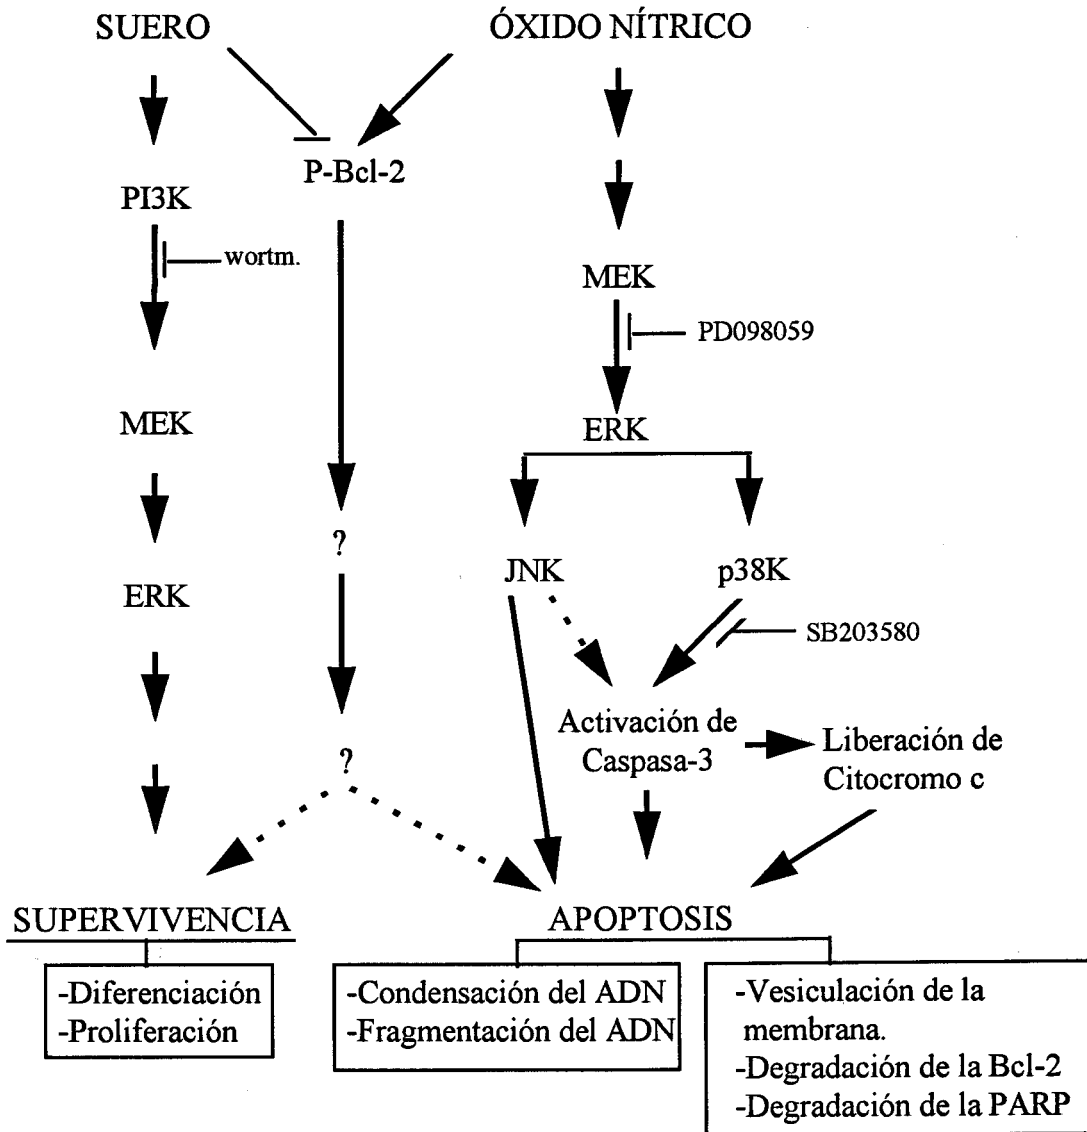 SUERO
ÓXIDO NÍTRICO
P-Bcl-2
PI3K
wortm.
MEK
PD098059
MEK
ERK
?
JNK
p38K
ERK
SB203580
Activación de
Caspasa-3
Liberación de
Citocromo c
?
SUPERVIVENCIA
APOPTOSIS
-Diferenciación
-Proliferación
-Condensación del ADN
-Fragmentación del ADN
-Vesiculación de la
membrana.
-Degradación de la Bcl-2
-Degradación de la PARP